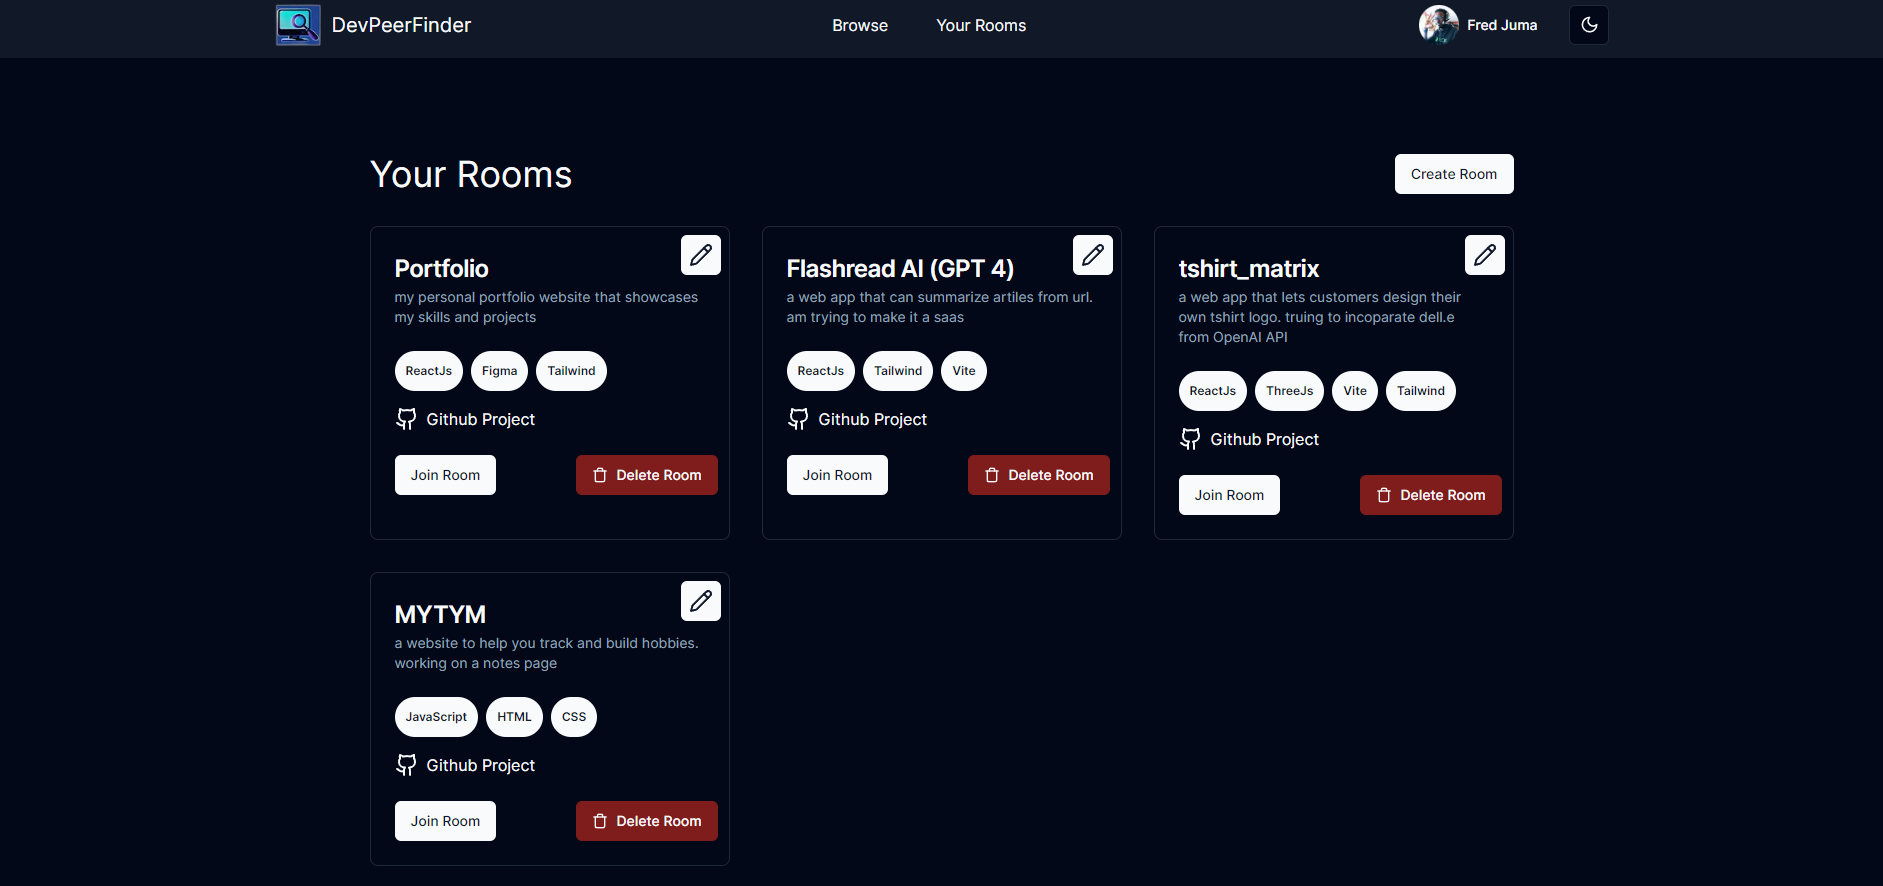 DevPeerFinder
Browse
Your Rooms
Fred Juma
Your Rooms
Create Room
Portfolio
my personal portfolio website that showcases
my skills and projects
ReactJs Figma Tailwind
Github Project
Join Room
Delete Room
Flashread AI (GPT 4)
a web app that can summarize artiles from url.
am trying to make it a saas
ReactJs Tailwind Vite
Github Project
Join Room
Delete Room
tshirt_matrix
a web app that lets customers design their
own tshirt logo. truing to incoparate dell.e
from OpenAI API
ReactJs ThreeJs Vite Tailwind
Github Project
Join Room
Delete Room
MYTYM
a website to help you track and build hobbies.
working on a notes page
JavaScript HTML CSS
Github Project
Join Room
Delete Room